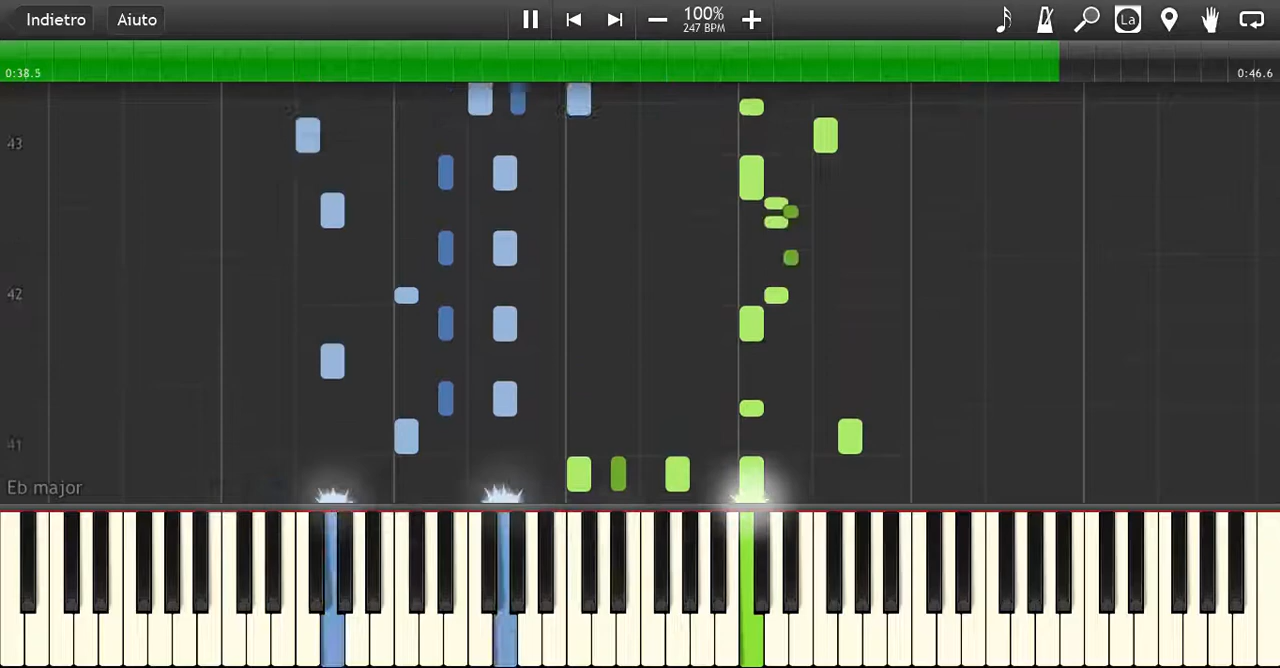 Indietro
Aiuto
100%
247 BPM
La
0:38.5
0:46.6
43
42
41
Eb major